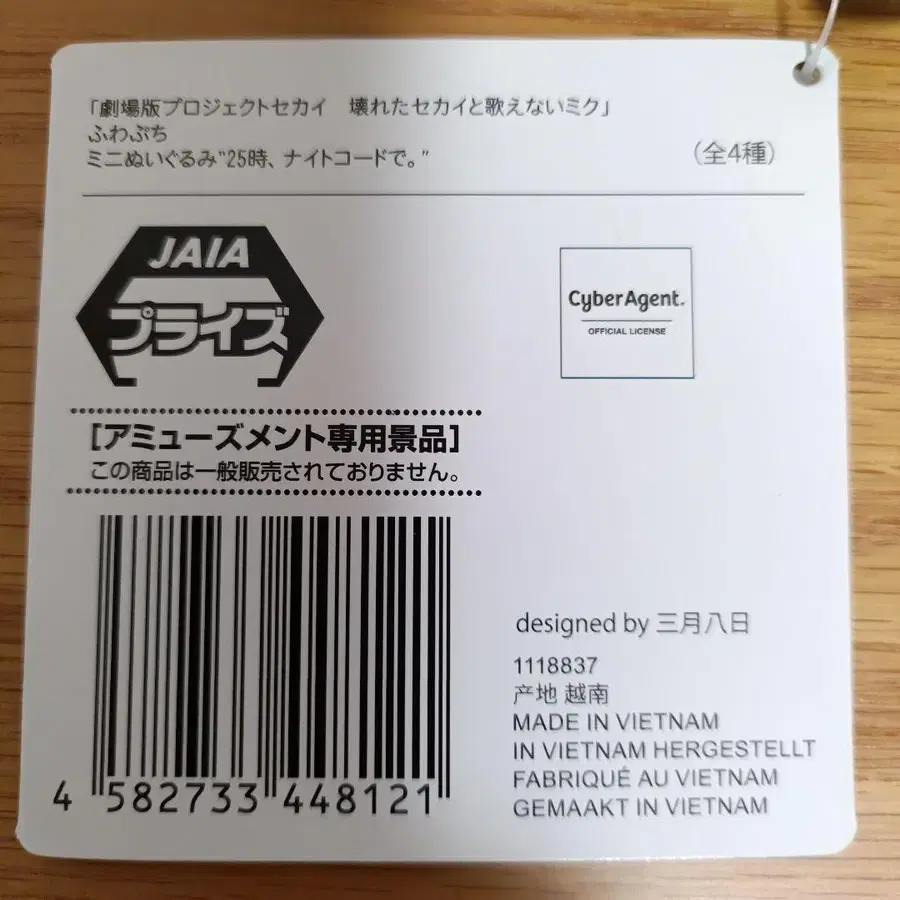 「劇場版プロジェクトセカイ　壊れたセカイと歌えないミク」
ふわぷち
ミニぬいぐるみ"25時、ナイトコードで。"
（全4種）
JAIA
プライズ
CyberAgent.
OFFICIAL LICENSE
［アミューズメント専用景品］
この商品は一般販売されておりません。
4 582733 448121
designed by 三月八日
1118837
产地 越南
MADE IN VIETNAM
IN VIETNAM HERGESTELLT
FABRIQUÉ AU VIETNAM
GEMAAKT IN VIETNAM